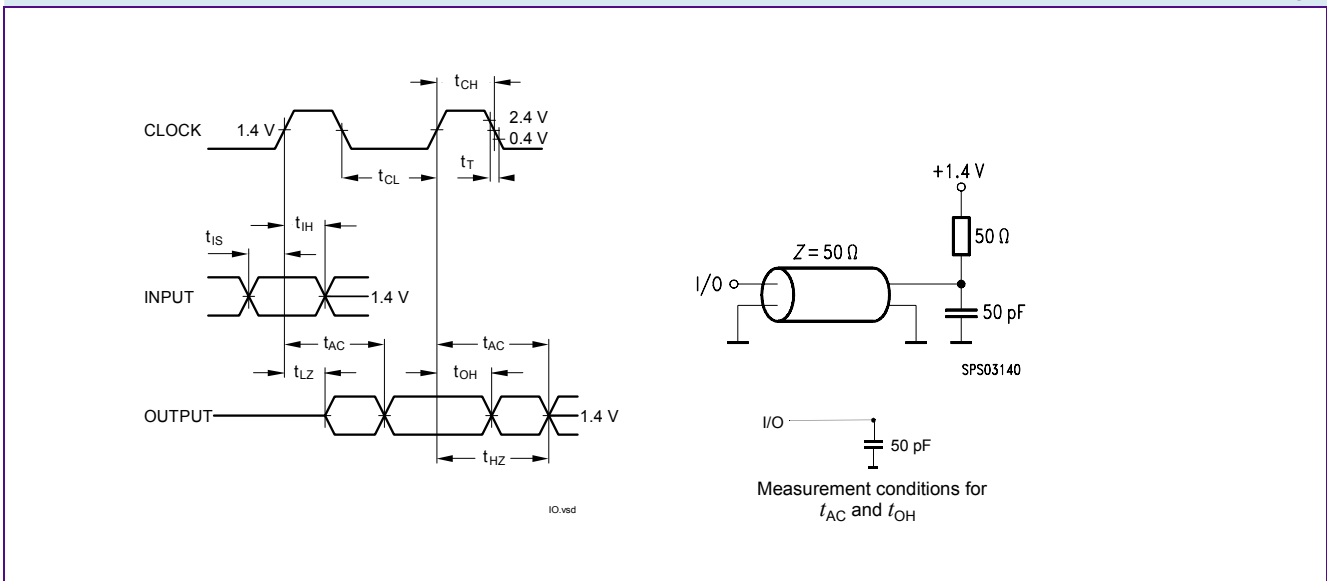 tCH
CLOCK
1.4 V
2.4 V
0.4 V
tT
tCL
tIS
tIH
INPUT
1.4 V
tAC
tAC
tLZ
tOH
OUTPUT
1.4 V
tHZ
IO.vsd
+1.4 V
50 Ω
Z = 50 Ω
I/O
50 pF
SPS03140
I/O
50 pF
Measurement conditions for
tAC and tOH